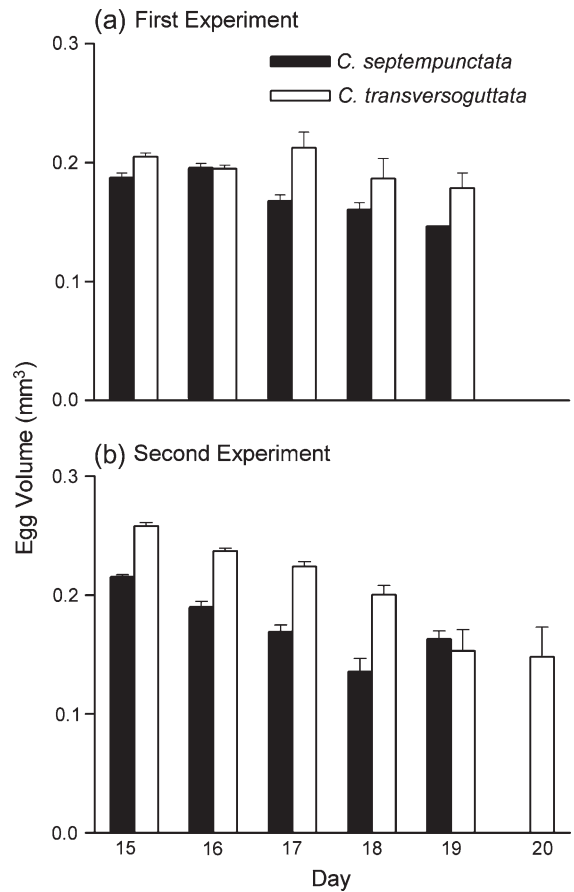 (a) First Experiment
0.3
C. septempunctata
C. transversoguttata
0.2
0.1
0.0
Egg Volume (mm³)
(b) Second Experiment
0.3
0.2
0.1
0.0
15 16 17 18 19 20
Day